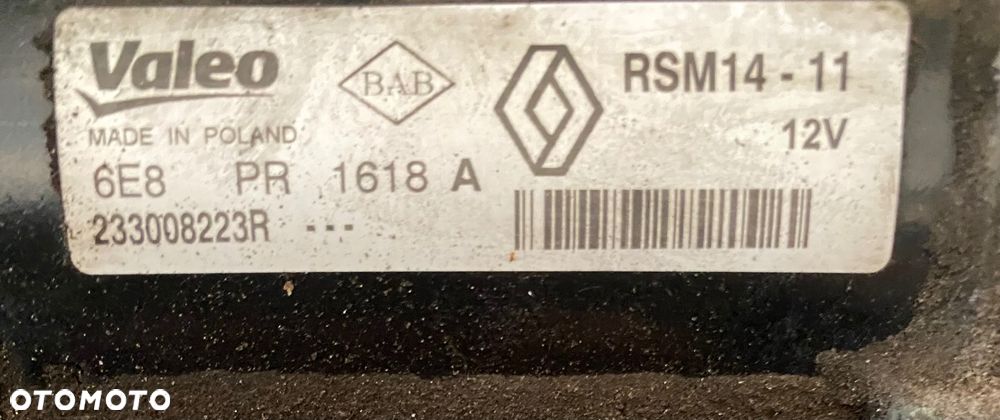 Valeo BAB RSM14 - 11
MADE IN POLAND 12V
6E8 PR 1618 A
233008223R ---
OTOMOTO